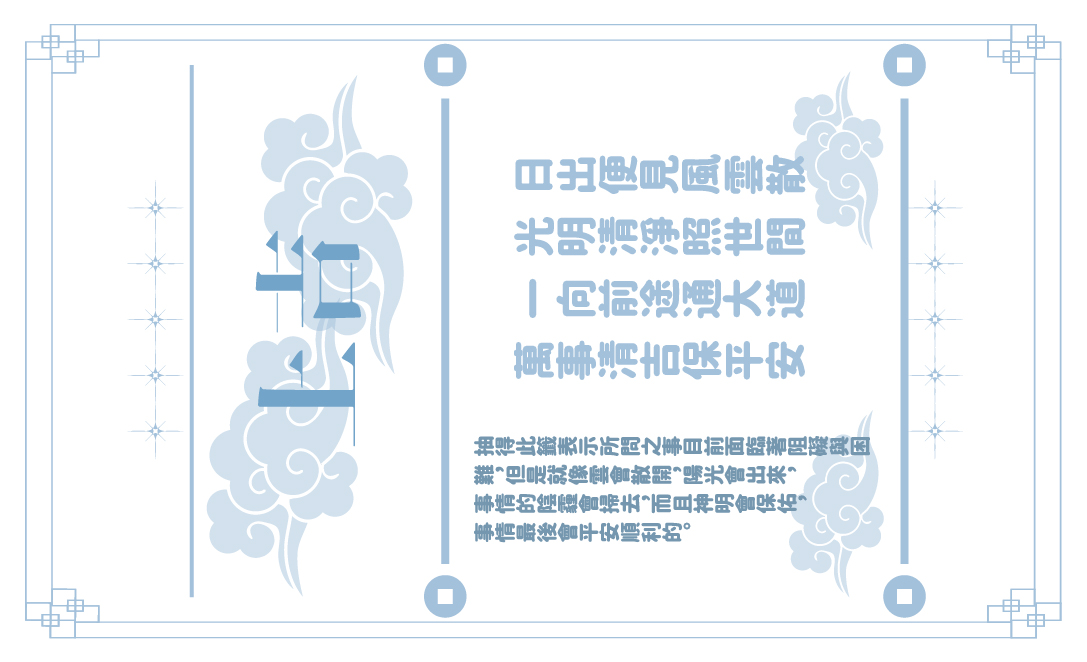 上吉
日出便見風雲散
光明清淨照世間
一向前途通大道
萬事清吉保平安
抽得此籤表示所問之事目前面臨著阻礙與困
難，但是就像雲會散開，陽光會出來，
事情的陰霾會掃去，而且神明會保佑，
事情最後會平安順利的。